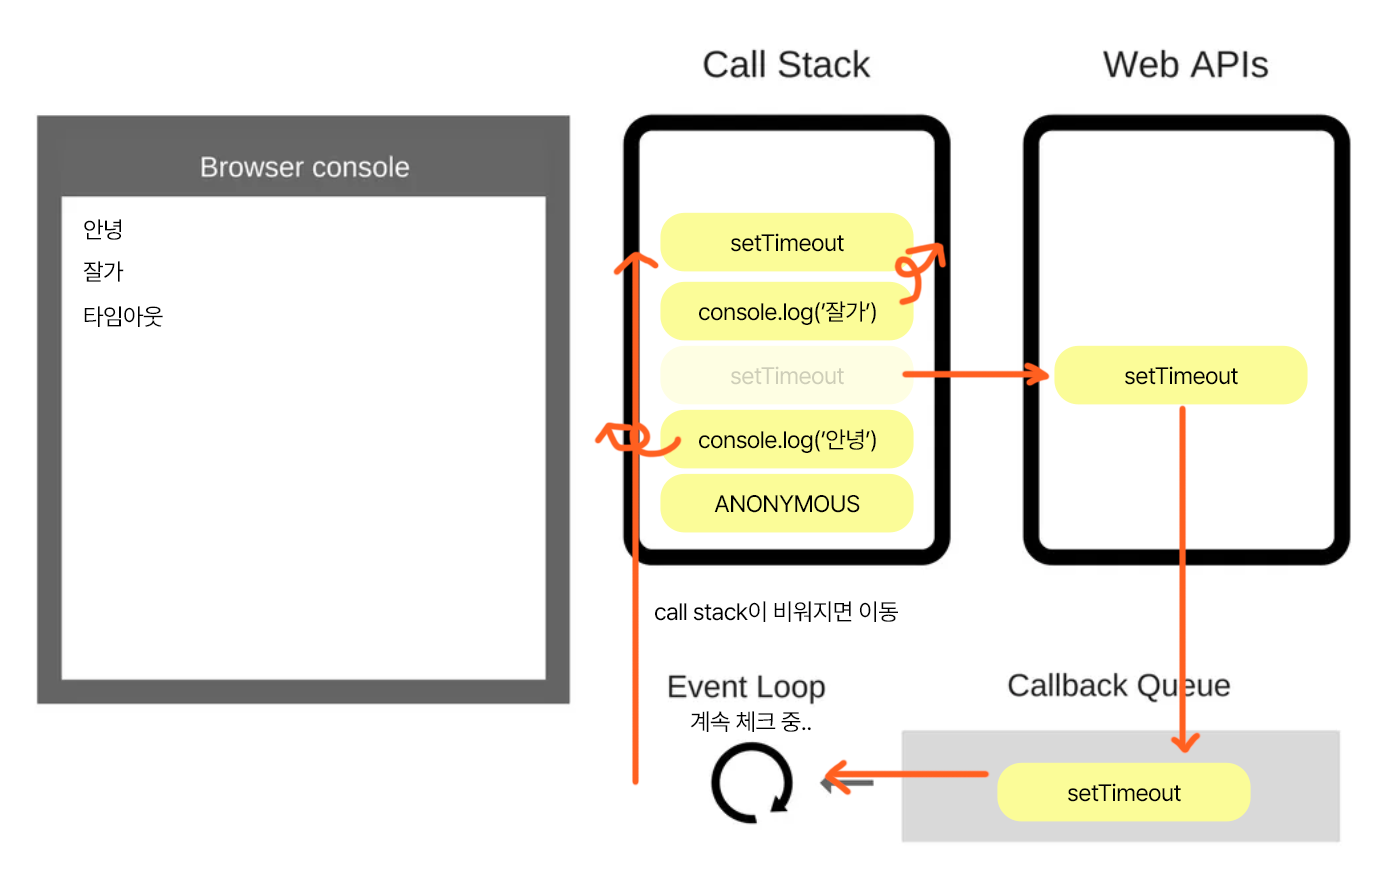 Browser console
안녕
잘가
타임아웃
Call Stack
setTimeout
console.log('잘가')
setTimeout
console.log('안녕')
ANONYMOUS
call stack이 비워지면 이동
Web APIs
setTimeout
Event Loop
계속 체크 중..
Callback Queue
setTimeout